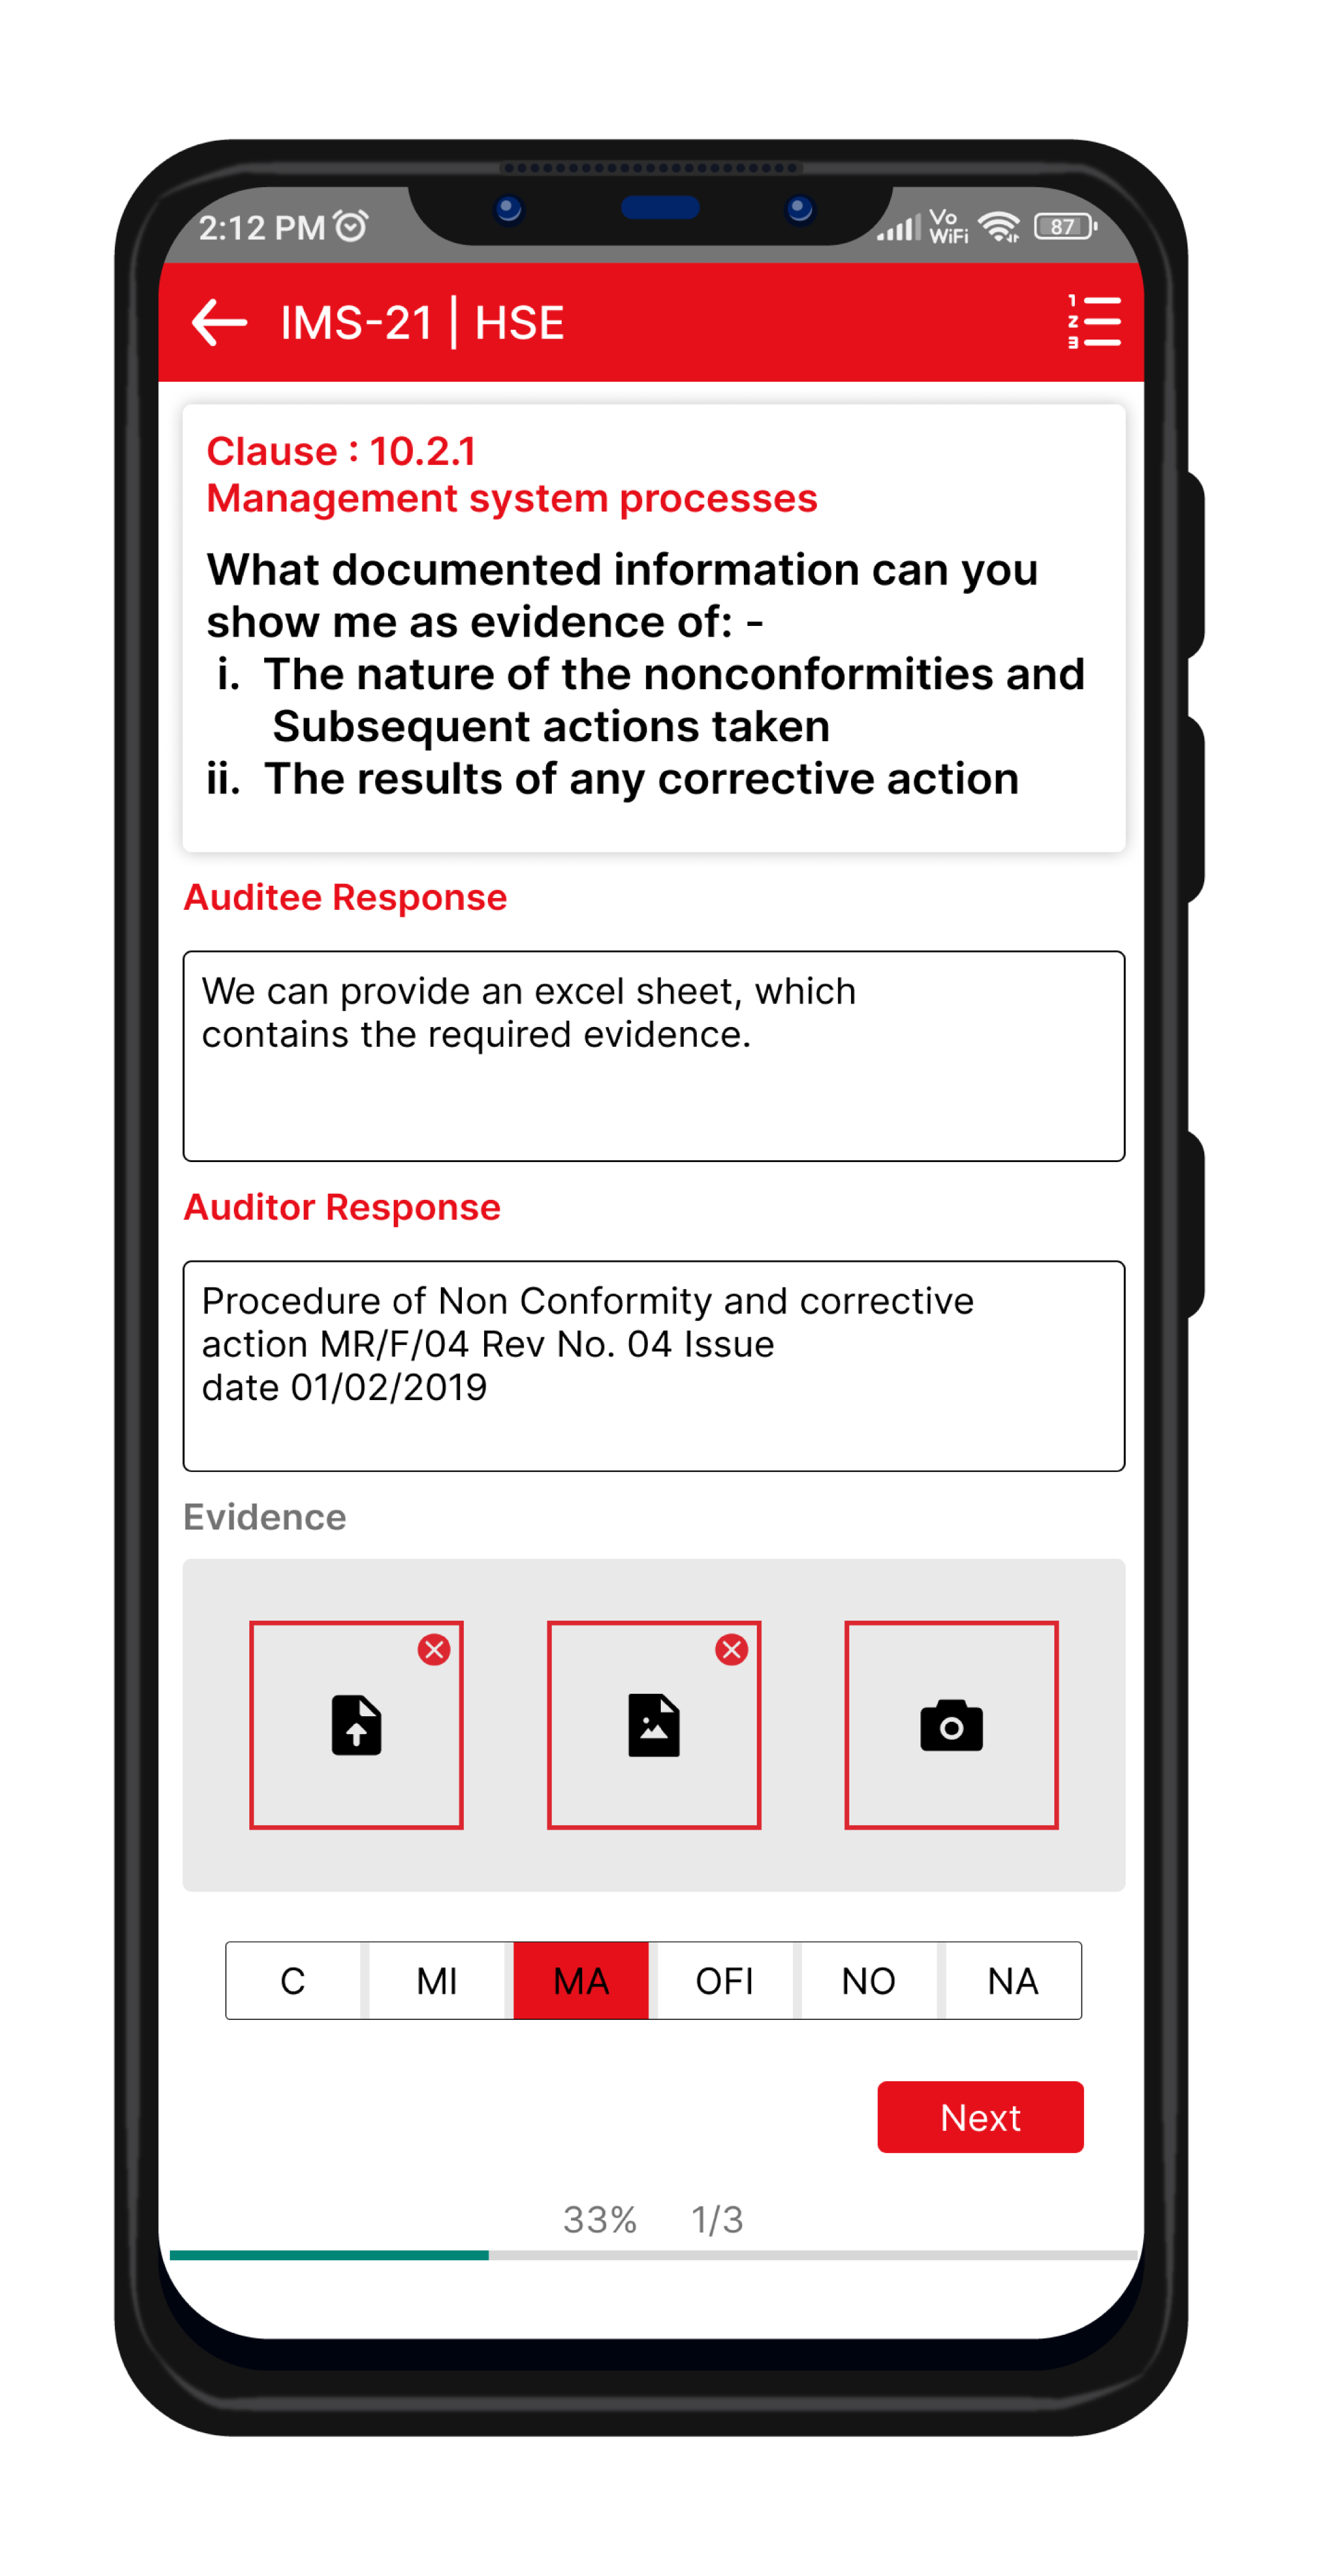 2:12 PM
Vo
WiFi
87
IMS-21 | HSE
1
2
3
Clause : 10.2.1
Management system processes
What documented information can you
show me as evidence of: -
i. The nature of the nonconformities and
Subsequent actions taken
ii. The results of any corrective action
Auditee Response
We can provide an excel sheet, which
contains the required evidence.
Auditor Response
Procedure of Non Conformity and corrective
action MR/F/04 Rev No. 04 Issue
date 01/02/2019
Evidence
C MI MA OFI NO NA
Next
33% 1/3